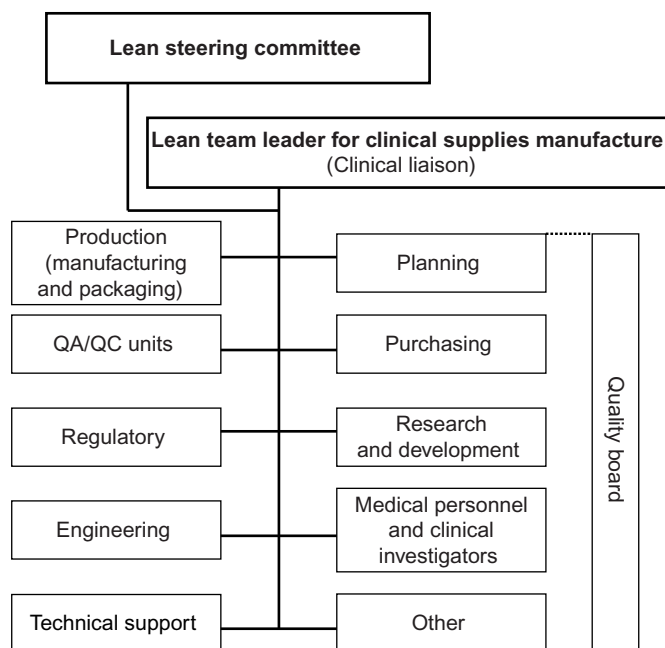 Lean steering committee
Lean team leader for clinical supplies manufacture
(Clinical liaison)
Production
(manufacturing
and packaging)
Planning
QA/QC units
Purchasing
Regulatory
Research
and development
Engineering
Medical personnel
and clinical
investigators
Technical support
Other
Quality board